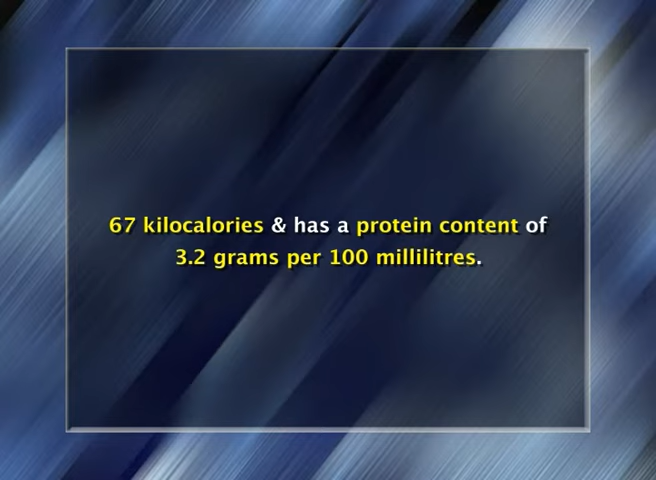 67 kilocalories & has a protein content of
3.2 grams per 100 millilitres.